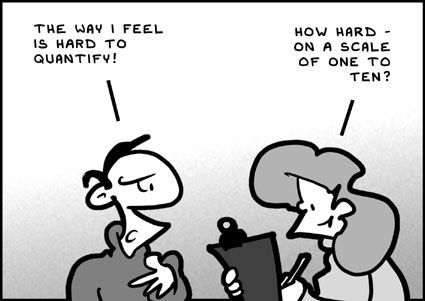 THE WAY I FEEL
IS HARD TO
QUANTIFY!
HOW HARD -
ON A SCALE
OF ONE TO
TEN?